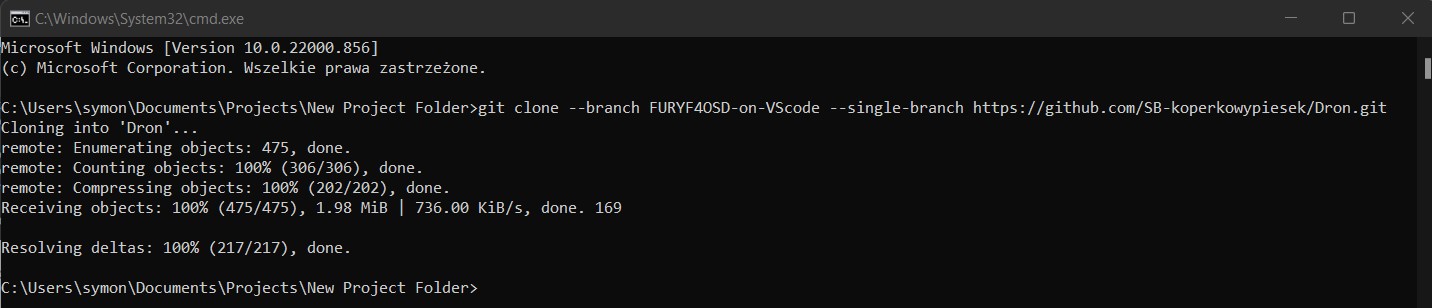 C:\Windows\System32\cmd.exe
Microsoft Windows [Version 10.0.22000.856]
(c) Microsoft Corporation. Wszelkie prawa zastrzeżone.
C:\Users\symon\Documents\Projects\New Project Folder>git clone --branch FURYF4OSD-on-VScode --single-branch https://github.com/SB-koperkowypiesek/Dron.git
Cloning into 'Dron'...
remote: Enumerating objects: 475, done.
remote: Counting objects: 100% (306/306), done.
remote: Compressing objects: 100% (202/202), done.
Receiving objects: 100% (475/475), 1.98 MiB | 736.00 KiB/s, done. 169
Resolving deltas: 100% (217/217), done.
C:\Users\symon\Documents\Projects\New Project Folder>